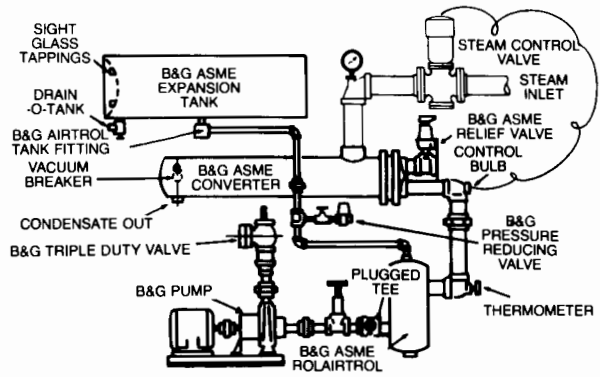 SIGHT
GLASS
TAPPINGS
B&G ASME
EXPANSION
TANK
STEAM CONTROL
VALVE
STEAM
INLET
DRAIN
-O-TANK
B&G AIRTROL
TANK FITTING
B&G ASME
RELIEF VALVE
CONTROL
BULB
VACUUM
BREAKER
B&G ASME
CONVERTER
CONDENSATE OUT
B&G TRIPLE DUTY VALVE
B&G
PRESSURE
REDUCING
VALVE
PLUGGED
TEE
B&G PUMP
THERMOMETER
B&G ASME
ROLAIRTROL